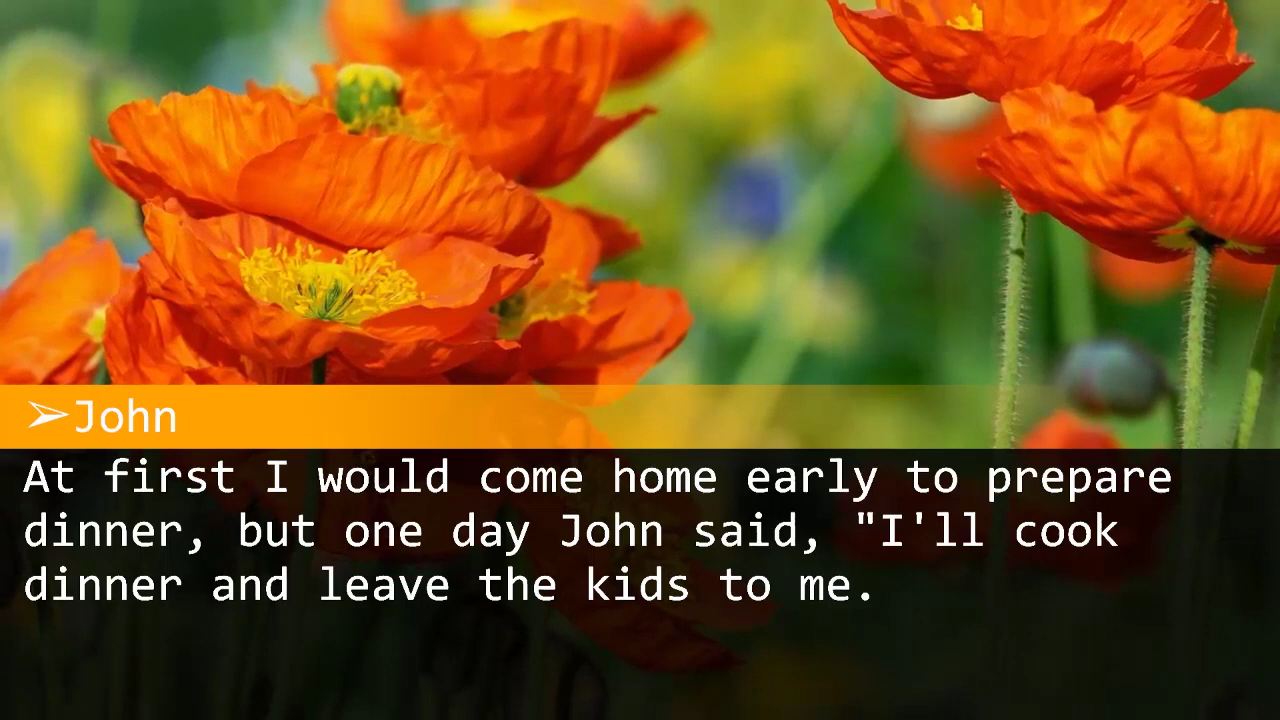 ➢John
At first I would come home early to prepare
dinner, but one day John said, "I'll cook
dinner and leave the kids to me.